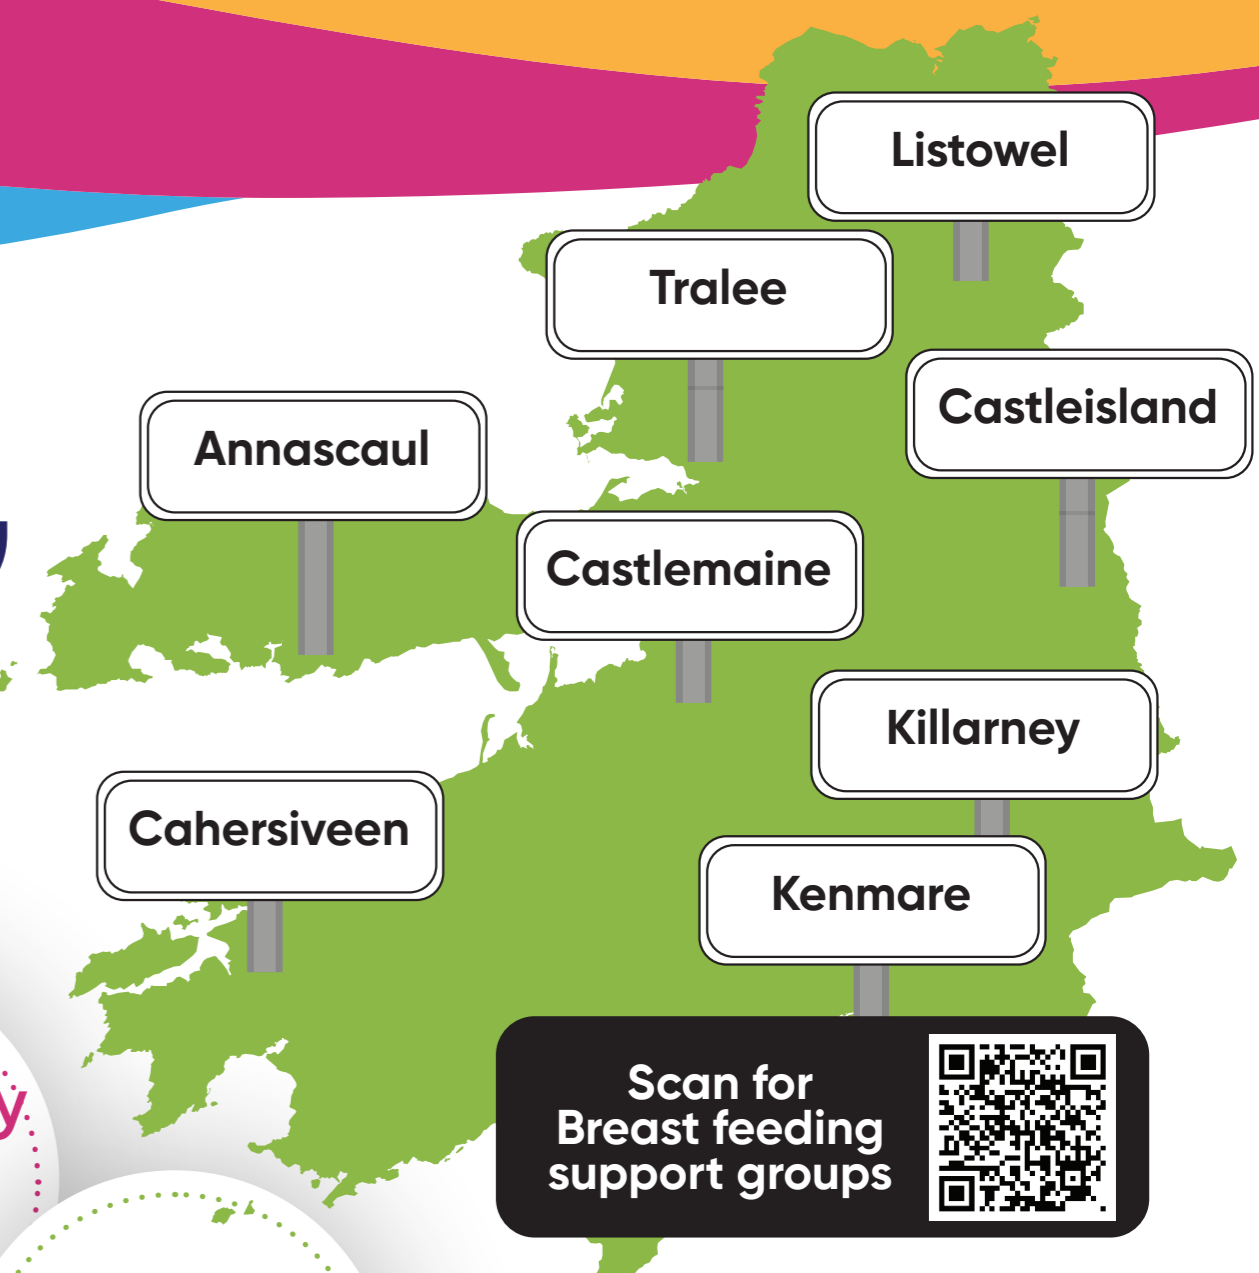 Listowel
Tralee
Castleisland
Annascaul
Castlemaine
Killarney
Cahersiveen
Kenmare
Scan for
Breast feeding
support groups
y